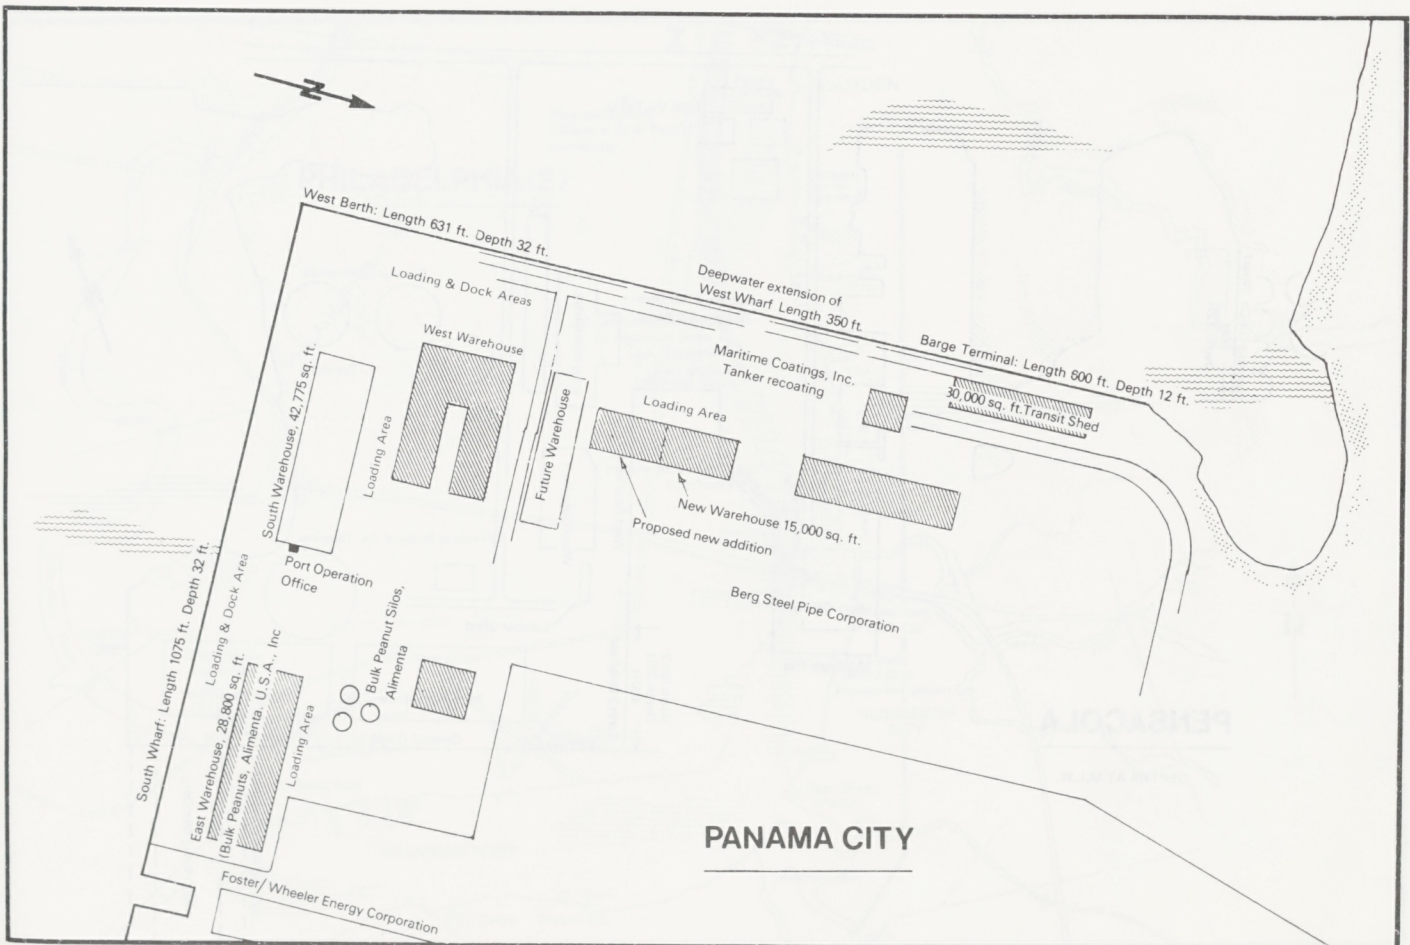 N
West Berth: Length 631 ft. Depth 32 ft.
Loading & Dock Areas
Deepwater extension of
West Wharf Length 350 ft.
Barge Terminal: Length 600 ft. Depth 12 ft.
West Warehouse
Maritime Coatings, Inc.
Tanker recoating
30,000 sq. ft. Transit Shed
South Warehouse, 42,775 sq. ft.
Loading Area
Future Warehouse
Loading Area
New Warehouse 15,000 sq. ft.
Proposed new addition
Port Operation
Office
Berg Steel Pipe Corporation
South Wharf: Length 1075 ft. Depth 32 ft.
Loading & Dock Area
Bulk Peanut Silos,
Alimenta
East Warehouse, 28,800 sq. ft.
(Bulk Peanuts, Alimenta. U.S.A., Inc
Loading Area
PANAMA CITY
Foster/Wheeler Energy Corporation
PENSACOLA